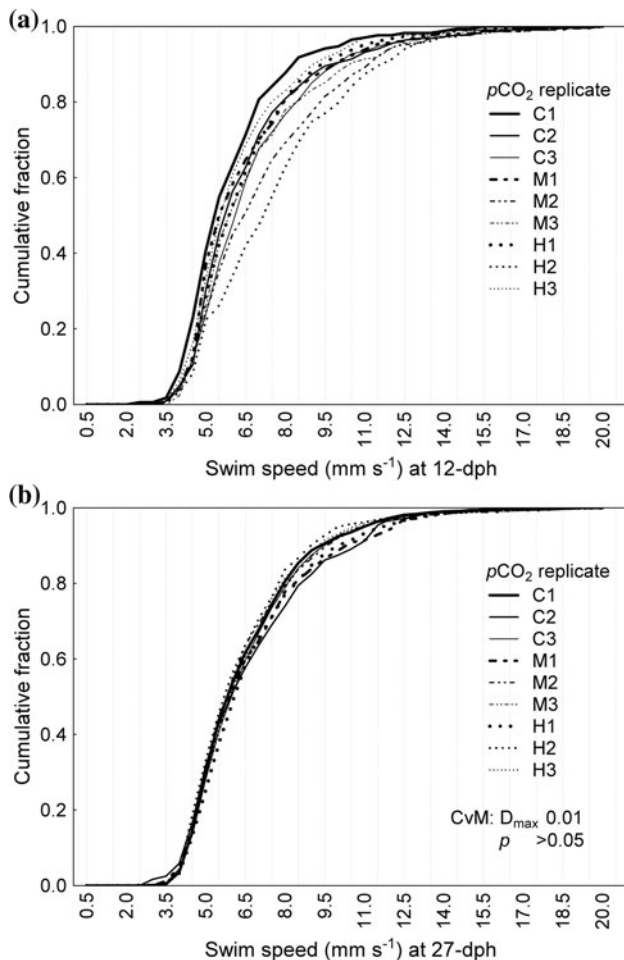 (a)
1.0
0.8
0.6
0.4
0.2
0.0
Cumulative fraction
pCO2 replicate
C1
C2
C3
M1
M2
M3
H1
H2
H3
0.5 2.0 3.5 5.0 6.5 8.0 9.5 11.0 12.5 14.0 15.5 17.0 18.5 20.0
Swim speed (mm s⁻¹) at 12-dph
(b)
1.0
0.8
0.6
0.4
0.2
0.0
Cumulative fraction
pCO2 replicate
C1
C2
C3
M1
M2
M3
H1
H2
H3
CvM: Dmax 0.01
p >0.05
0.5 2.0 3.5 5.0 6.5 8.0 9.5 11.0 12.5 14.0 15.5 17.0 18.5 20.0
Swim speed (mm s⁻¹) at 27-dph